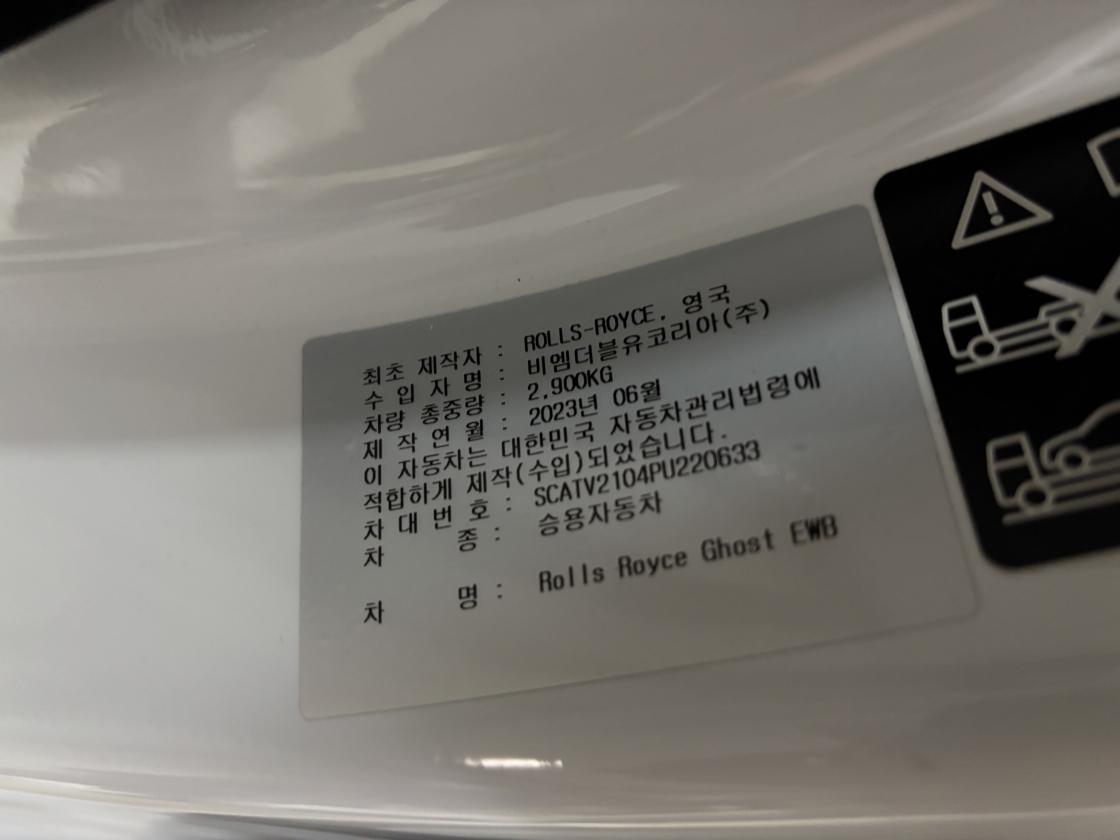 최초 제작자 : ROLLS-ROYCE, 영국
수 입 자 명 : 비엠더블유코리아(주)
차량 총중량 : 2,900KG
제 작 연 월 : 2023년 06월
이 자동차는 대한민국 자동차관리법령에
적합하게 제작(수입)되었습니다.
차 대 번 호 : SCATV2104PU220633
차 종 : 승용자동차
차 명 : Rolls Royce Ghost EWB